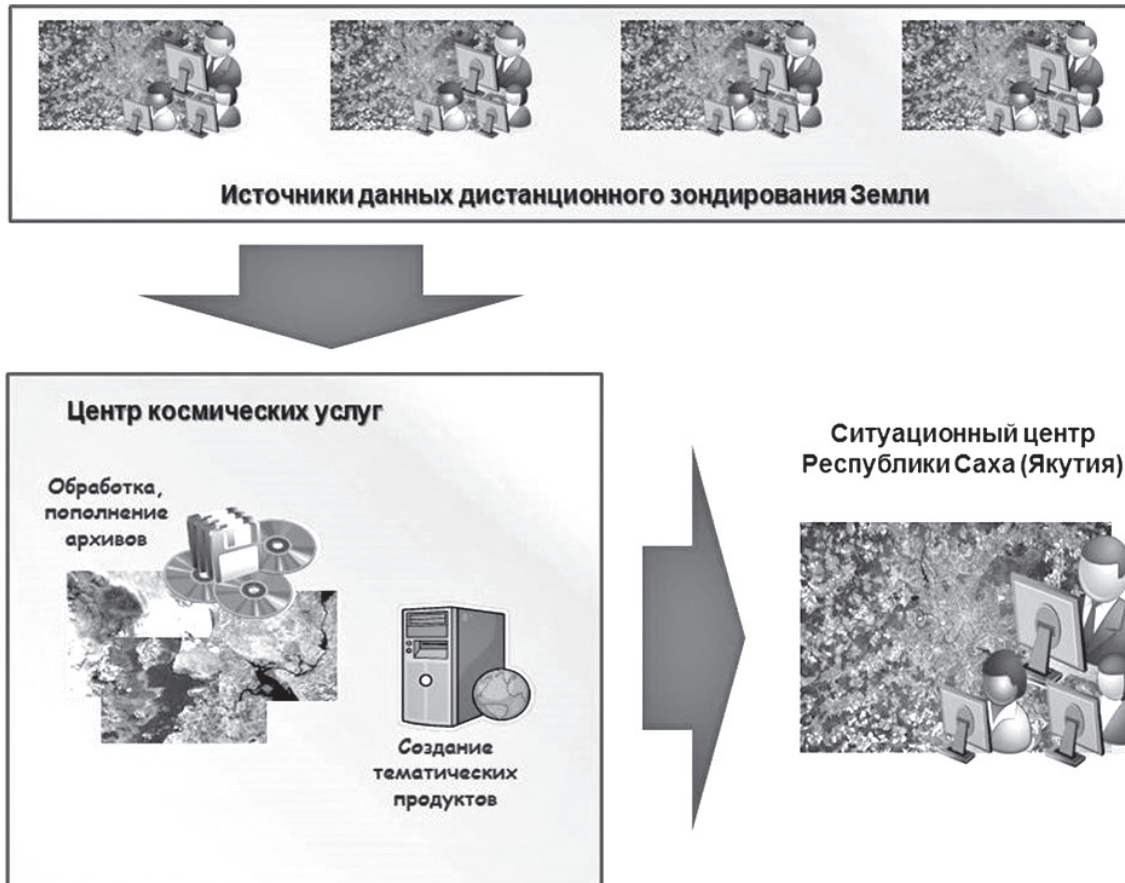 Источники данных дистанционного зондирования Земли
Центр космических услуг
Обработка,
пополнение
архивов
Создание
тематических
продуктов
Ситуационный центр
Республики Саха (Якутия)